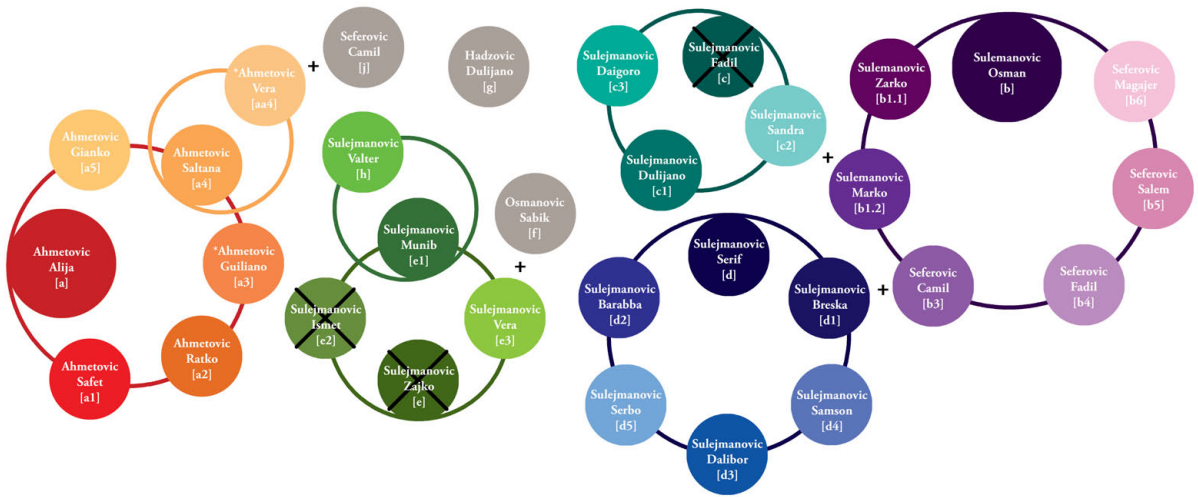 Seferovic
Camil
[j]
Hadzovic
Dulijano
[g]
*Ahmetovic
Vera
[aa4]
+
Ahmetovic
Gianko
[a5]
Ahmetovic
Saltana
[a4]
Ahmetovic
Alija
[a]
*Ahmetovic
Guiliano
[a3]
Ahmetovic
Ratko
[a2]
Ahmetovic
Safet
[a1]
Sulejmanovic
Valter
[h]
Sulejmanovic
Munib
[e1]
Osmanovic
Sabik
[f]
+
Sulejmanovic
Ismet
[e2]
Sulejmanovic
Vera
[e3]
Sulejmanovic
Zajko
[e]
Sulejmanovic
Daigoro
[c3]
Sulejmanovic
Fadil
[c]
Sulejmanovic
Sandra
[c2]
Sulejmanovic
Dulijano
[c1]
+
Sulejmanovic
Serif
[d]
Sulejmanovic
Barabba
[d2]
Sulejmanovic
Breska
[d1]
+
Sulejmanovic
Serbo
[d5]
Sulejmanovic
Samson
[d4]
Sulejmanovic
Dalibor
[d3]
Sulemanovic
Zarko
[b1.1]
Sulemanovic
Osman
[b]
Seferovic
Magajer
[b6]
Sulemanovic
Marko
[b1.2]
Seferovic
Salem
[b5]
Seferovic
Camil
[b3]
Seferovic
Fadil
[b4]